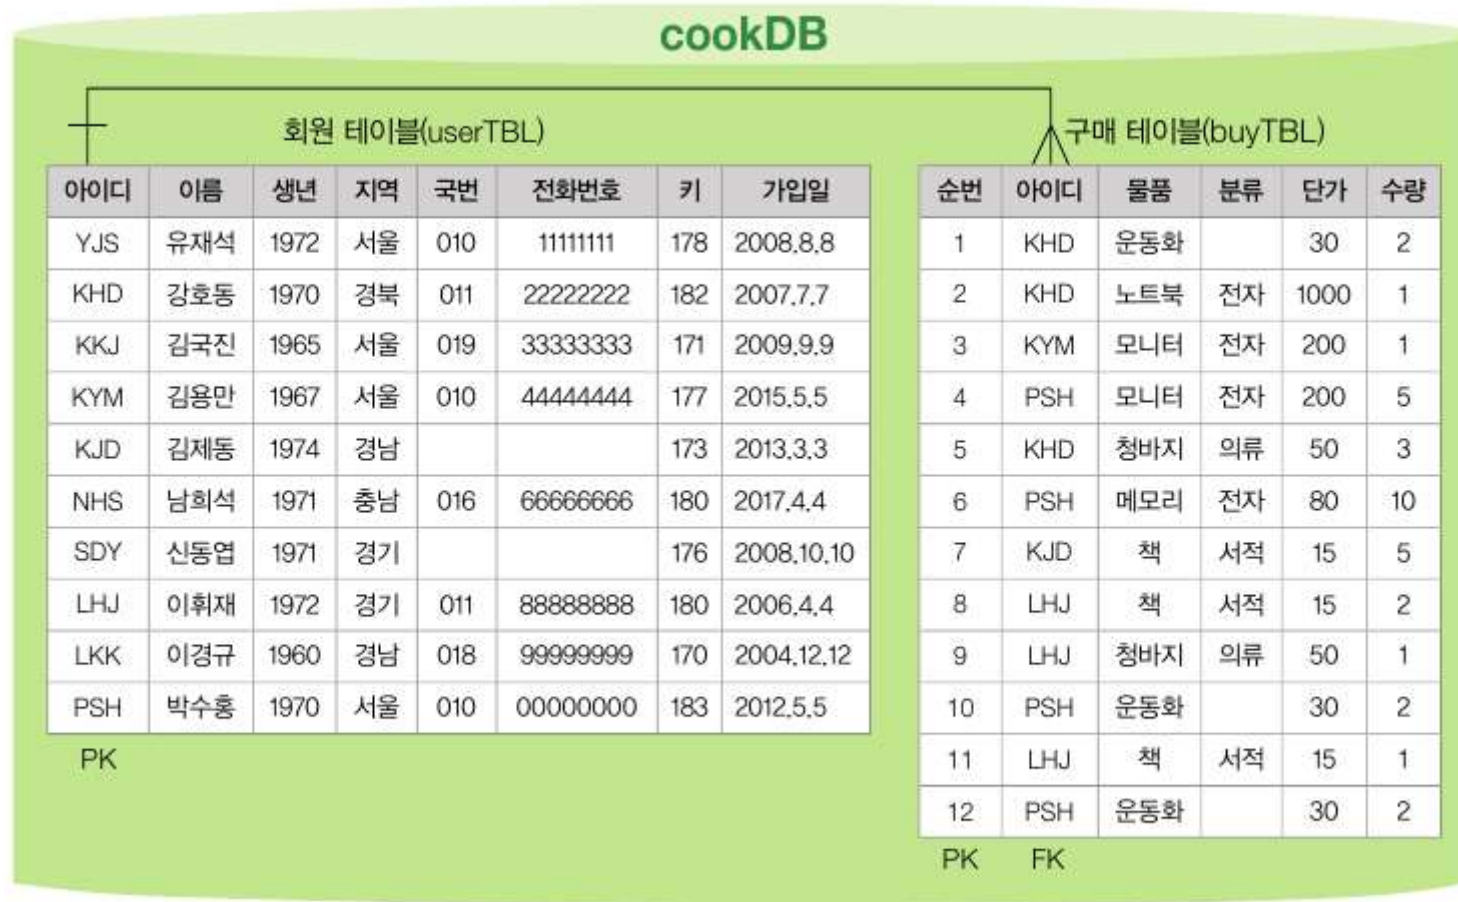 cookDB
회원 테이블(userTBL)
아이디 이름 생년 지역 국번 전화번호 키 가입일
YJS 유재석 1972 서울 010 11111111 178 2008.8.8
KHD 강호동 1970 경북 011 22222222 182 2007.7.7
KKJ 김국진 1965 서울 019 33333333 171 2009.9.9
KYM 김용만 1967 서울 010 44444444 177 2015.5.5
KJD 김제동 1974 경남 173 2013.3.3
NHS 남희석 1971 충남 016 66666666 180 2017.4.4
SDY 신동엽 1971 경기 176 2008.10.10
LHJ 이휘재 1972 경기 011 88888888 180 2006.4.4
LKK 이경규 1960 경남 018 99999999 170 2004.12.12
PSH 박수홍 1970 서울 010 00000000 183 2012.5.5
PK
구매 테이블(buyTBL)
순번 아이디 물품 분류 단가 수량
1 KHD 운동화 30 2
2 KHD 노트북 전자 1000 1
3 KYM 모니터 전자 200 1
4 PSH 모니터 전자 200 5
5 KHD 청바지 의류 50 3
6 PSH 메모리 전자 80 10
7 KJD 책 서적 15 5
8 LHJ 책 서적 15 2
9 LHJ 청바지 의류 50 1
10 PSH 운동화 30 2
11 LHJ 책 서적 15 1
12 PSH 운동화 30 2
PK FK